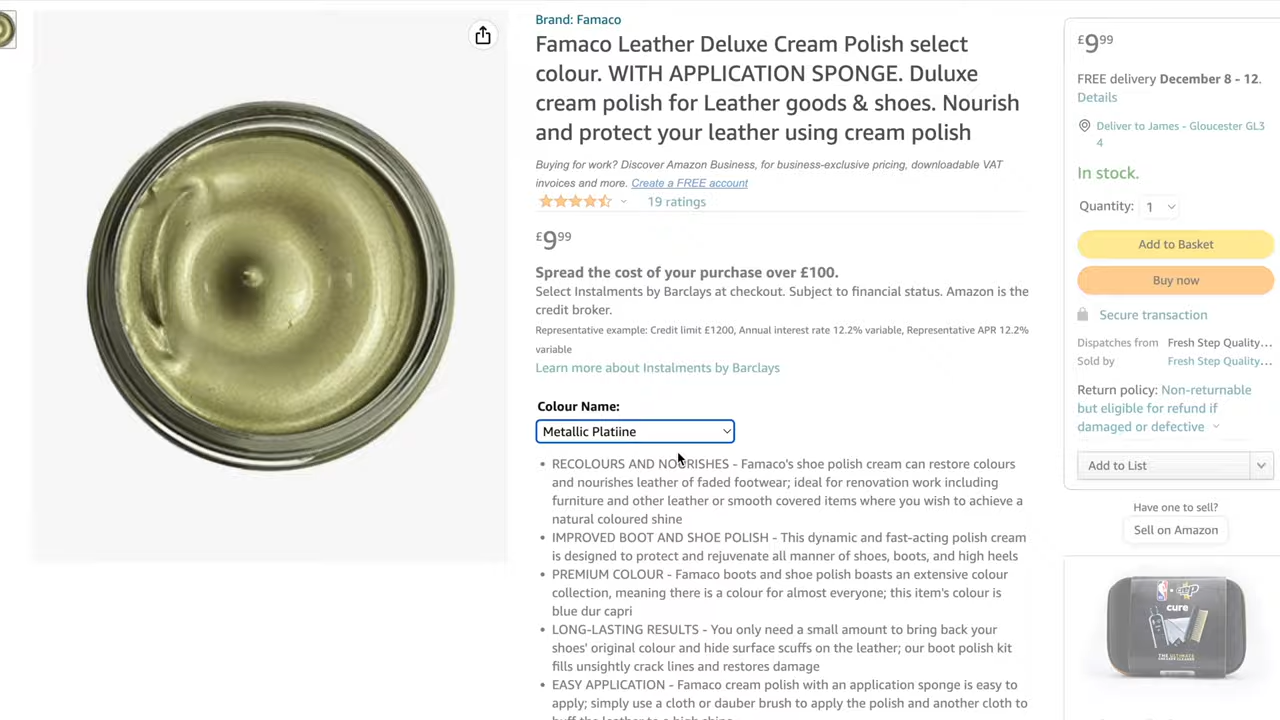 Brand: Famaco
Famaco Leather Deluxe Cream Polish select
colour. WITH APPLICATION SPONGE. Duluxe
cream polish for Leather goods & shoes. Nourish
and protect your leather using cream polish
Buying for work? Discover Amazon Business, for business-exclusive pricing, downloadable VAT
invoices and more. Create a FREE account
19 ratings
£9.99
Spread the cost of your purchase over £100.
Select Instalments by Barclays at checkout. Subject to financial status. Amazon is the
credit broker.
Representative example: Credit limit £1200, Annual interest rate 12.2% variable, Representative APR 12.2%
variable
Learn more about Instalments by Barclays
Colour Name:
Metallic Platiine
• RECOLOURS AND NOURISHES - Famaco's shoe polish cream can restore colours
and nourishes leather of faded footwear; ideal for renovation work including
furniture and other leather or smooth covered items where you wish to achieve a
natural coloured shine
• IMPROVED BOOT AND SHOE POLISH - This dynamic and fast-acting polish cream
is designed to protect and rejuvenate all manner of shoes, boots, and high heels
• PREMIUM COLOUR - Famaco boots and shoe polish boasts an extensive colour
collection, meaning there is a colour for almost everyone; this item's colour is
blue dur capri
• LONG-LASTING RESULTS - You only need a small amount to bring back your
shoes' original colour and hide surface scuffs on the leather; our boot polish kit
fills unsightly crack lines and restores damage
• EASY APPLICATION - Famaco cream polish with an application sponge is easy to
apply; simply use a cloth or dauber brush to apply the polish and another cloth to
buff the leather to a high shine
£9.99
FREE delivery December 8 - 12.
Details
Deliver to James - Gloucester GL3
4
In stock.
Quantity: 1
Add to Basket
Buy now
Secure transaction
Dispatches from Fresh Step Quality...
Sold by Fresh Step Quality...
Return policy: Non-returnable
but eligible for refund if
damaged or defective
Add to List
Have one to sell?
Sell on Amazon
cure